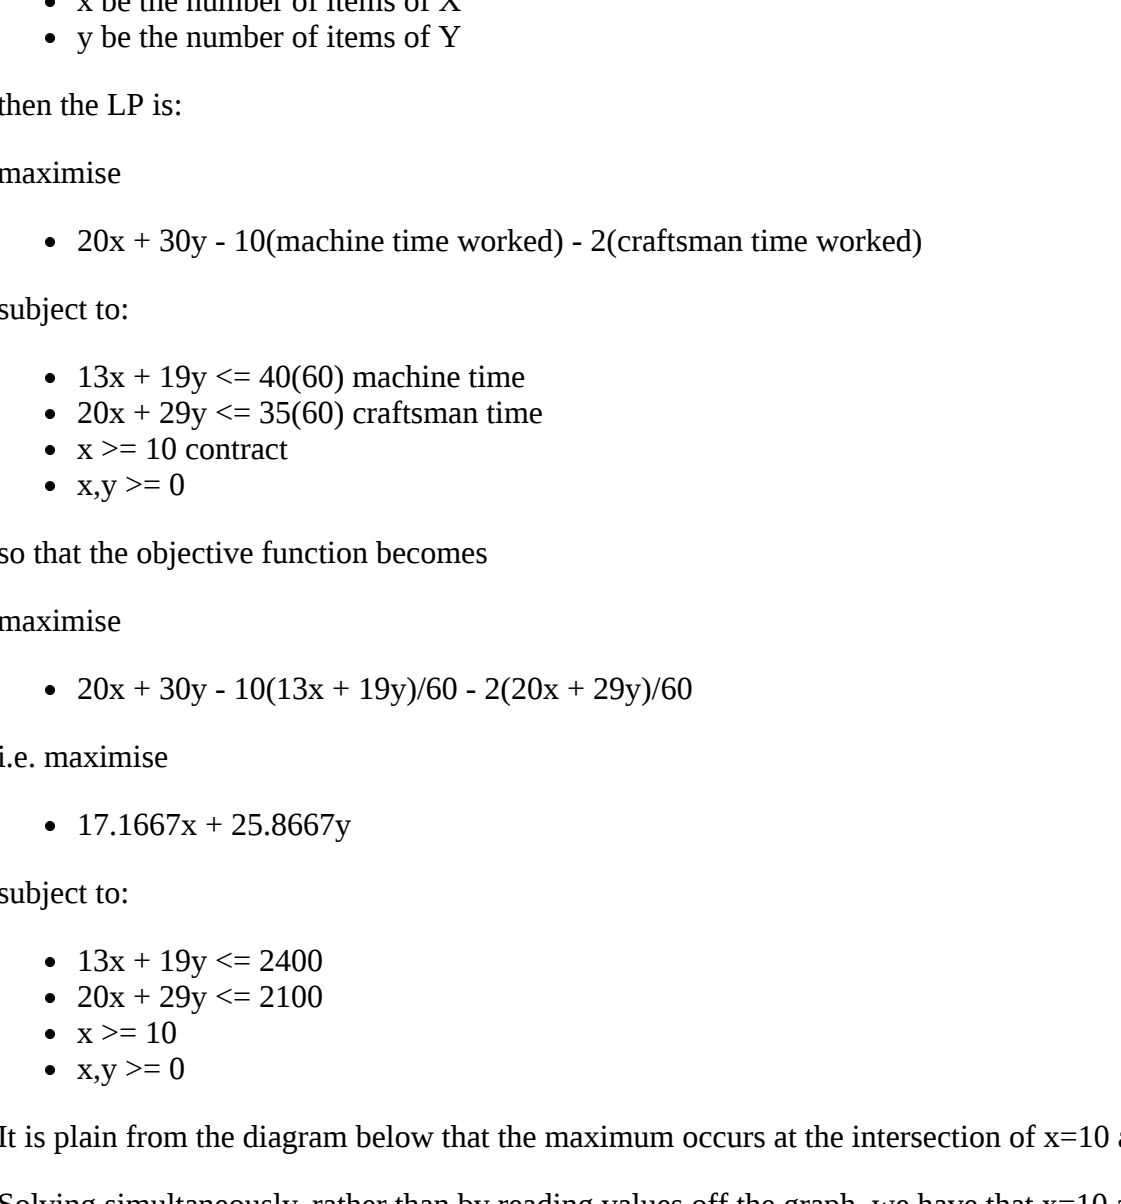 x be the number of items of X
y be the number of items of Y
then the LP is:
maximise
20x + 30y - 10(machine time worked) - 2(craftsman time worked)
subject to:
13x + 19y <= 40(60) machine time
20x + 29y <= 35(60) craftsman time
x >= 10 contract
x,y >= 0
so that the objective function becomes
maximise
20x + 30y - 10(13x + 19y)/60 - 2(20x + 29y)/60
i.e. maximise
17.1667x + 25.8667y
subject to:
13x + 19y <= 2400
20x + 29y <= 2100
x >= 10
x,y >= 0
It is plain from the diagram below that the maximum occurs at the intersection of x=10
Solving simultaneously, rather than by reading values off the graph, we have that x=10